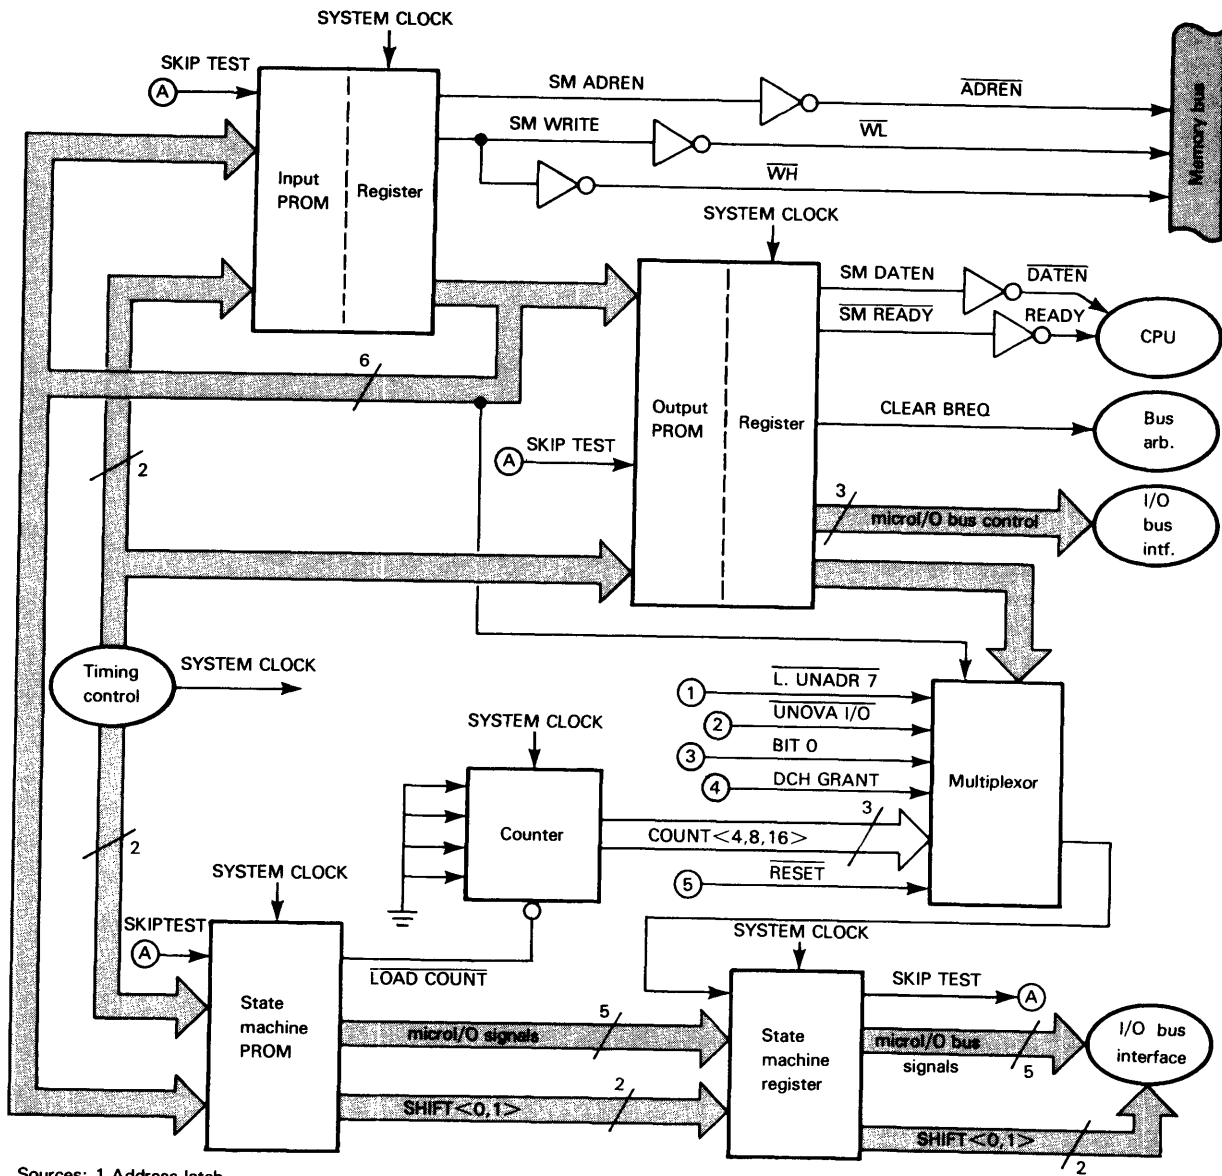 SYSTEM CLOCK
SKIP TEST
A
Input
PROM
Register
SM ADREN
ADREN
SM WRITE
WL
WH
Memory bus
SYSTEM CLOCK
SM DATEN
DATEN
SM READY
READY
CPU
6
Output
PROM
Register
CLEAR BREQ
Bus
arb.
SKIP TEST
A
2
3
microI/O bus control
I/O
bus
intf.
Timing
control
SYSTEM CLOCK
1
L. UNADR 7
2
UNOVA I/O
3
BIT 0
4
DCH GRANT
Multiplexor
SYSTEM CLOCK
Counter
3
COUNT<4,8,16>
5
RESET
2
SYSTEM CLOCK
SKIPTEST
A
LOAD COUNT
State
machine
PROM
5
microI/O signals
2
SHIFT<0,1>
SYSTEM CLOCK
SKIP TEST
A
State
machine
register
microI/O bus
signals
5
I/O bus
interface
SHIFT<0,1>
2
Sources: 1 Address latch